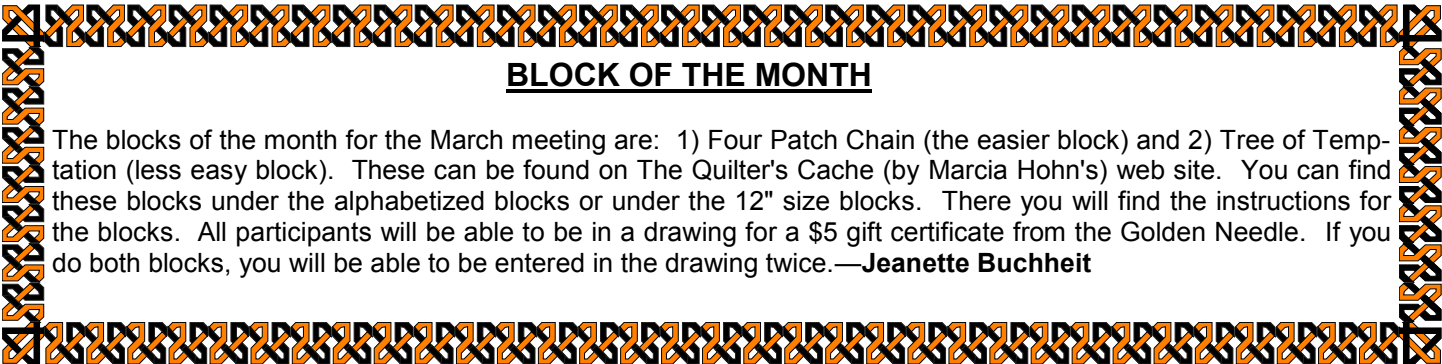 BLOCK OF THE MONTH
The blocks of the month for the March meeting are:  1) Four Patch Chain (the easier block) and 2) Tree of Temp-
tation (less easy block).  These can be found on The Quilter's Cache (by Marcia Hohn's) web site.  You can find
these blocks under the alphabetized blocks or under the 12" size blocks.  There you will find the instructions for
the blocks.  All participants will be able to be in a drawing for a $5 gift certificate from the Golden Needle.  If you
do both blocks, you will be able to be entered in the drawing twice.—Jeanette Buchheit